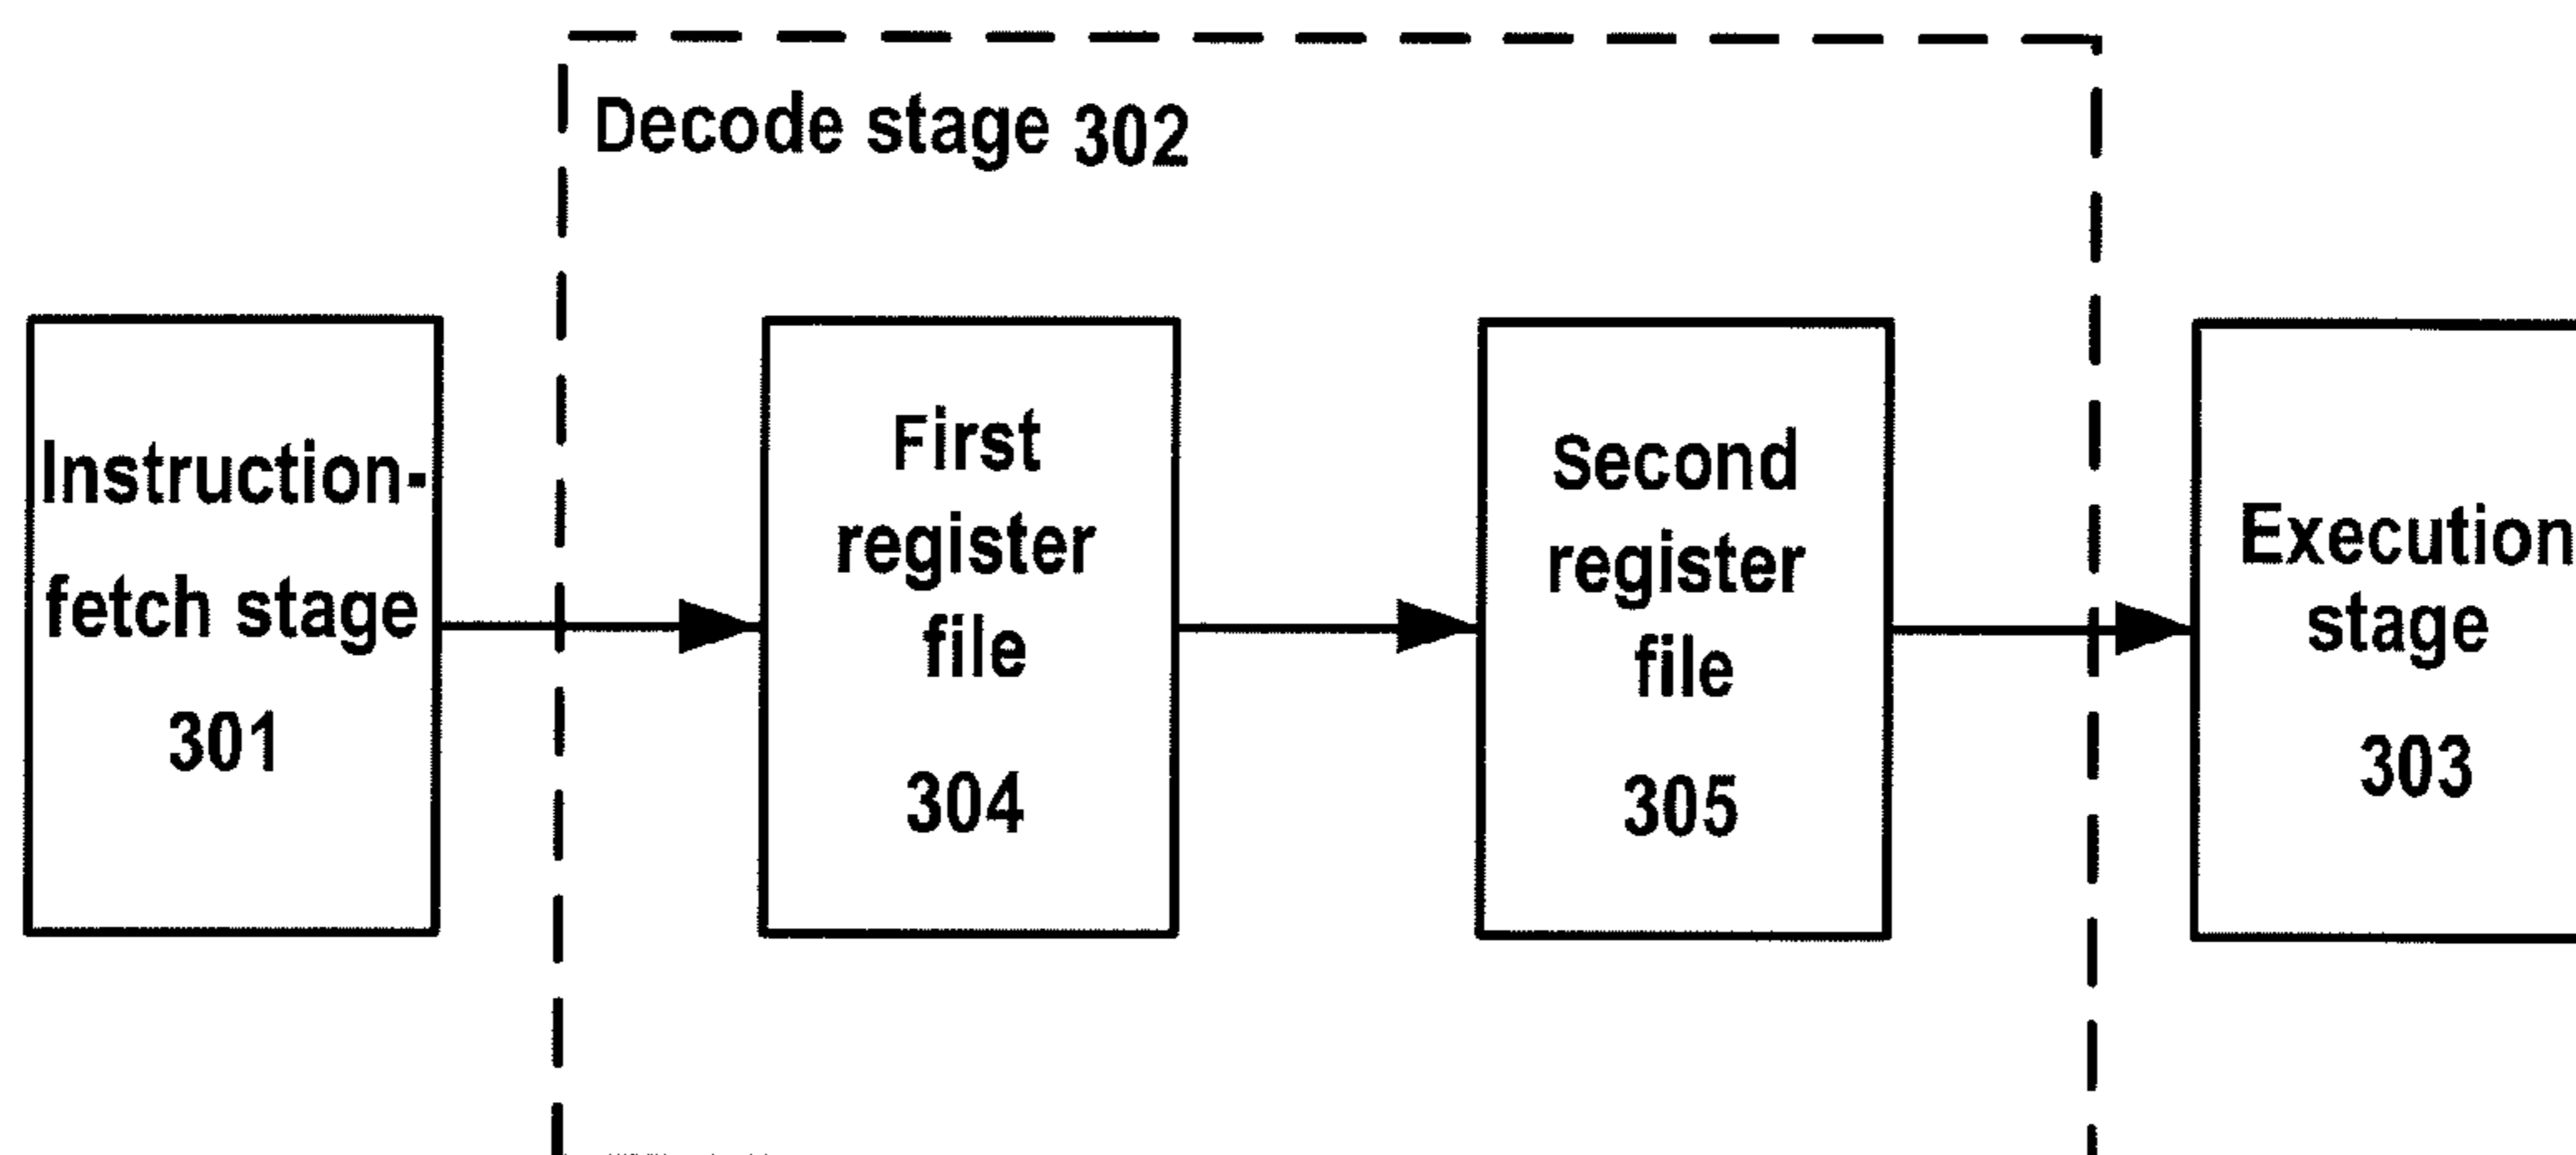 Decode stage 302
Instruction-
fetch stage
301
First
register
file
304
Second
register
file
305
Execution
stage
303